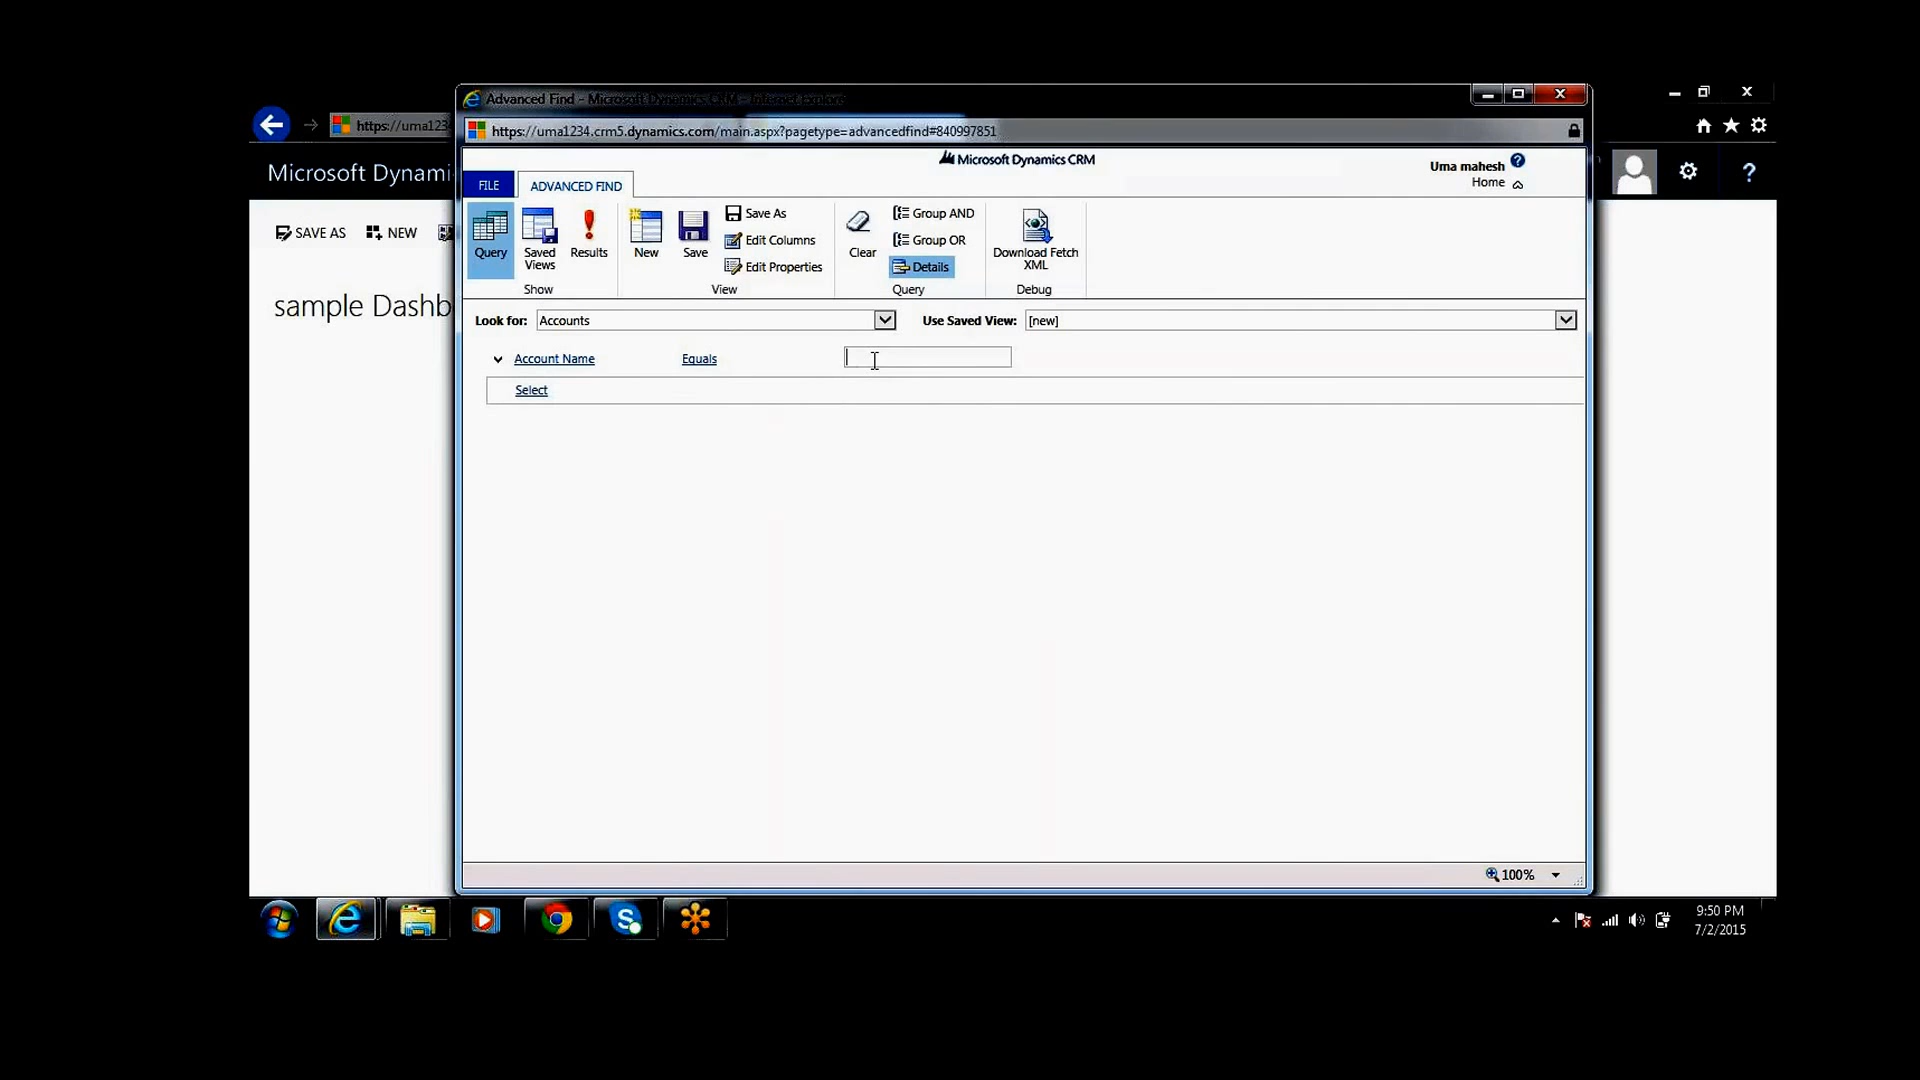 Advanced Find - Microsoft Dynamics CRM - Internet Explorer
https://uma123
https://uma1234.crm5.dynamics.com/main.aspx?pagetype=advancedfind#840997851
Microsoft Dynami
Microsoft Dynamics CRM
Uma mahesh
Home
?
FILE
ADVANCED FIND
SAVE AS
NEW
Query
Saved Views
Results
New
Save
Save As
Edit Columns
Edit Properties
Clear
Group AND
Group OR
Details
Download Fetch XML
Show
View
Query
Debug
sample Dashb
Look for:
Accounts
Use Saved View:
[new]
Account Name
Equals
Select
100%
9:50 PM
7/2/2015